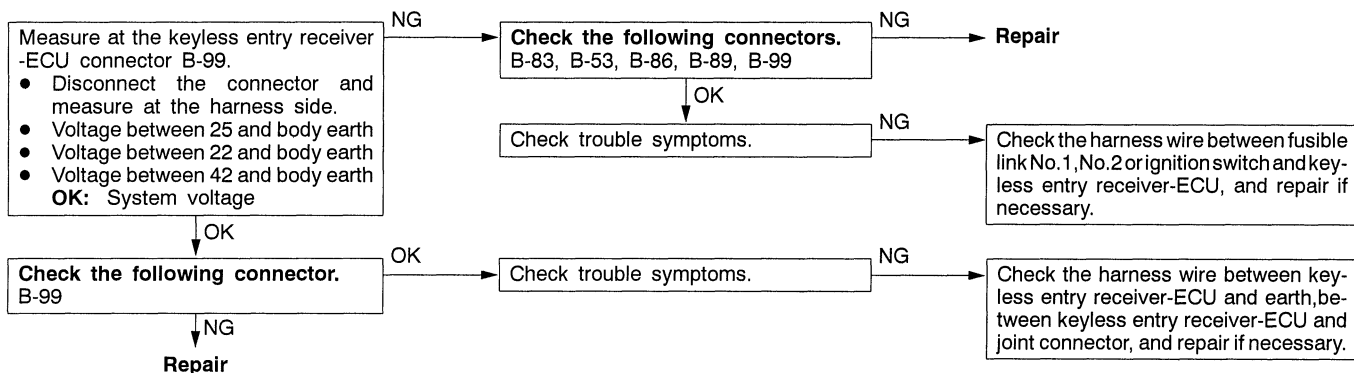 Measure at the keyless entry receiver
-ECU connector B-99.
● Disconnect the connector and
measure at the harness side.
● Voltage between 25 and body earth
● Voltage between 22 and body earth
● Voltage between 42 and body earth
OK: System voltage
NG
Check the following connectors.
B-83, B-53, B-86, B-89, B-99
NG
Repair
OK
Check trouble symptoms.
NG
Check the harness wire between fusible
link No.1, No.2 or ignition switch and key-
less entry receiver-ECU, and repair if
necessary.
OK
Check the following connector.
B-99
OK
Check trouble symptoms.
NG
Check the harness wire between key-
less entry receiver-ECU and earth, be-
tween keyless entry receiver-ECU and
joint connector, and repair if necessary.
NG
Repair